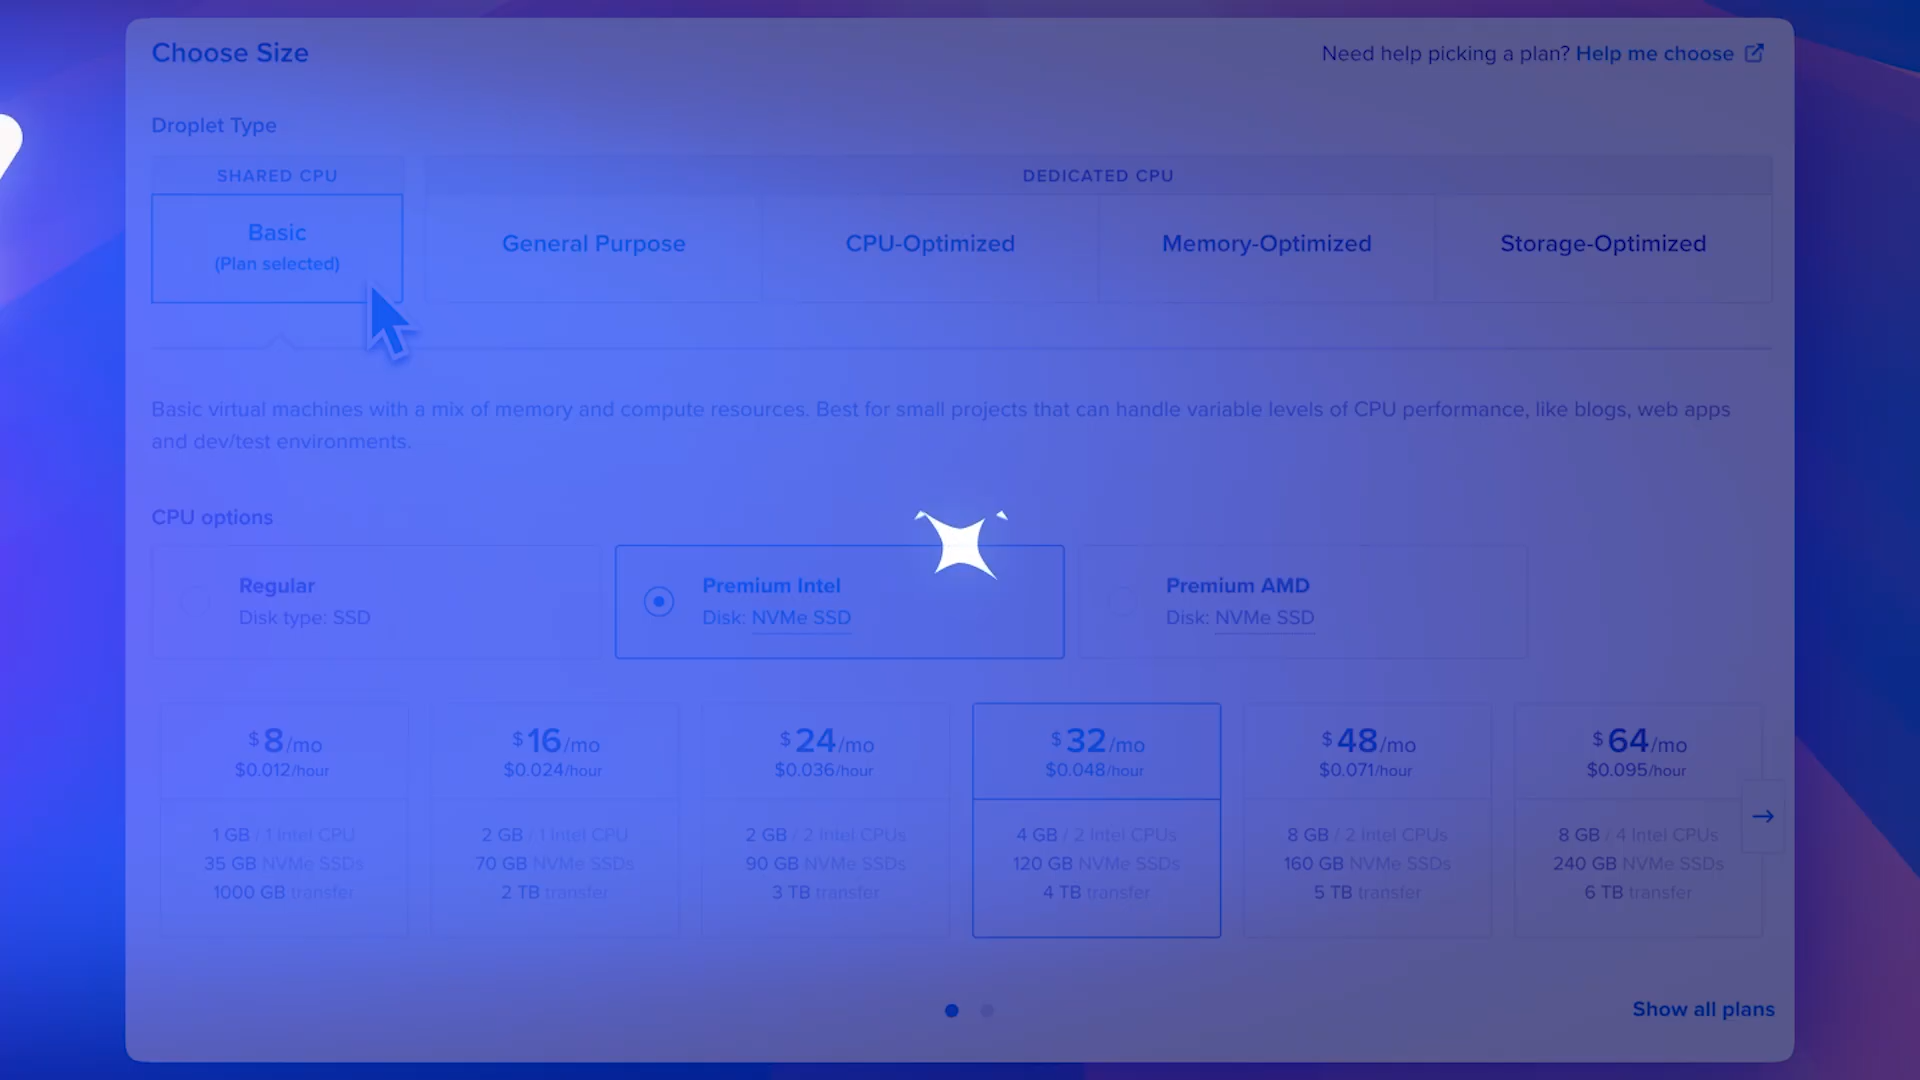 Choose Size
Need help picking a plan? Help me choose
Droplet Type
SHARED CPU
DEDICATED CPU
Basic
(Plan selected)
General Purpose
CPU-Optimized
Memory-Optimized
Storage-Optimized
Basic virtual machines with a mix of memory and compute resources. Best for small projects that can handle variable levels of CPU performance, like blogs, web apps
and dev/test environments.
CPU options
Regular
Disk type: SSD
Premium Intel
Disk: NVMe SSD
Premium AMD
Disk: NVMe SSD
$8/mo
$0.012/hour
1 GB / 1 Intel CPU
35 GB NVMe SSDs
1000 GB transfer
$16/mo
$0.024/hour
2 GB / 1 Intel CPU
70 GB NVMe SSDs
2 TB transfer
$24/mo
$0.036/hour
2 GB / 2 Intel CPUs
90 GB NVMe SSDs
3 TB transfer
$32/mo
$0.048/hour
4 GB / 2 Intel CPUs
120 GB NVMe SSDs
4 TB transfer
$48/mo
$0.071/hour
8 GB / 2 Intel CPUs
160 GB NVMe SSDs
5 TB transfer
$64/mo
$0.095/hour
8 GB / 4 Intel CPUs
240 GB NVMe SSDs
6 TB transfer
Show all plans